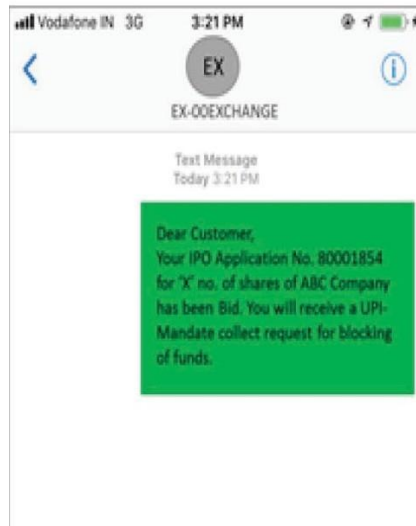 Vodafone IN 3G 3:21 PM
EX
EX-00EXCHANGE
Text Message
Today 3:21 PM
Dear Customer,
Your IPO Application No. 80001854
for 'X' no. of shares of ABC Company
has been Bid. You will receive a UPI-
Mandate collect request for blocking
of funds.